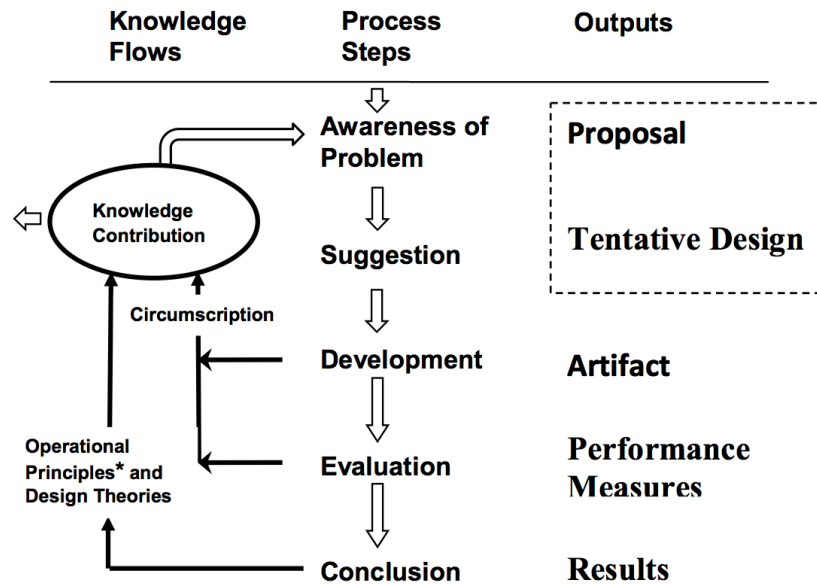 Knowledge
Flows
Process
Steps
Outputs
Awareness of
Problem
Proposal
Knowledge
Contribution
Suggestion
Tentative Design
Circumscription
Development
Artifact
Operational
Principles* and
Design Theories
Evaluation
Performance
Measures
Conclusion
Results